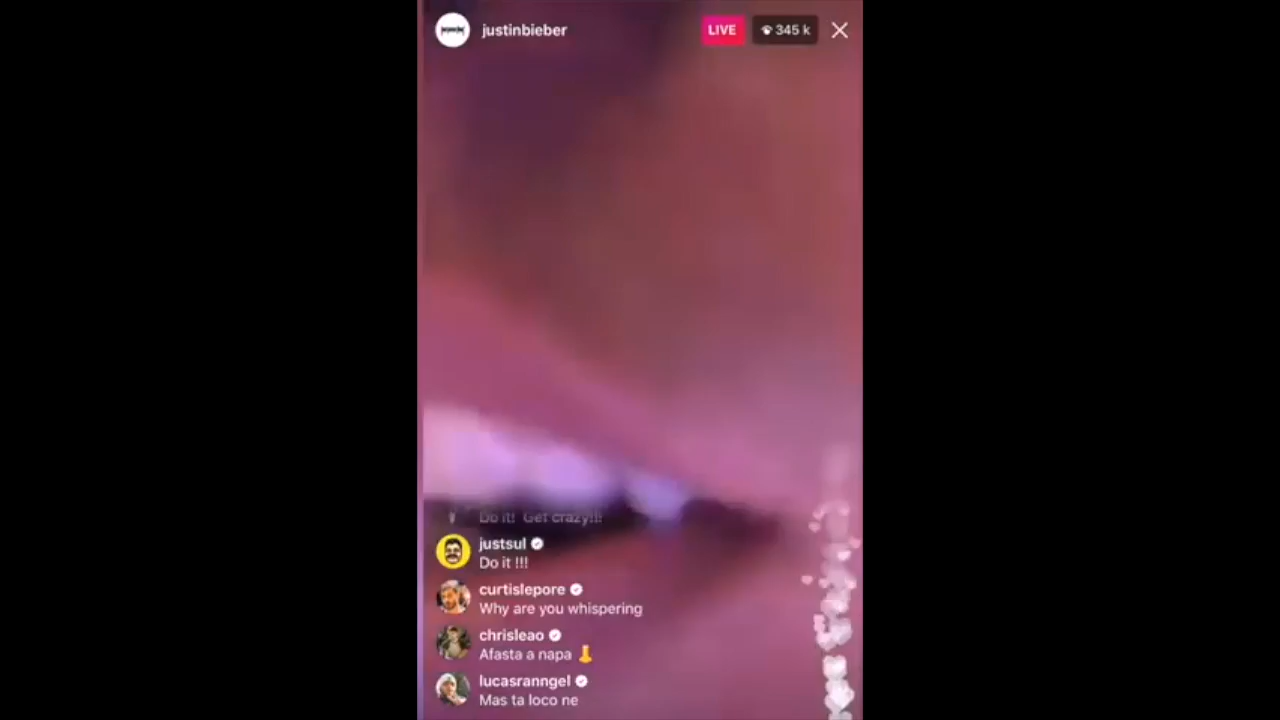 justinbieber
LIVE
345 k
Do it! Get crazy!!!
justsul
Do it !!!
curtislepore
Why are you whispering
chrisleao
Afasta a napa 👃
lucasranngel
Mas ta loco ne